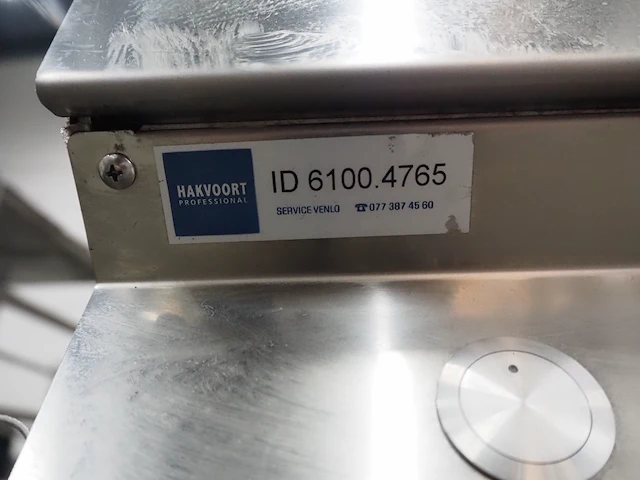 HAKVOORT
PROFESSIONAL
ID 6100.4765
SERVICE VENLO ☎077 387 45 60